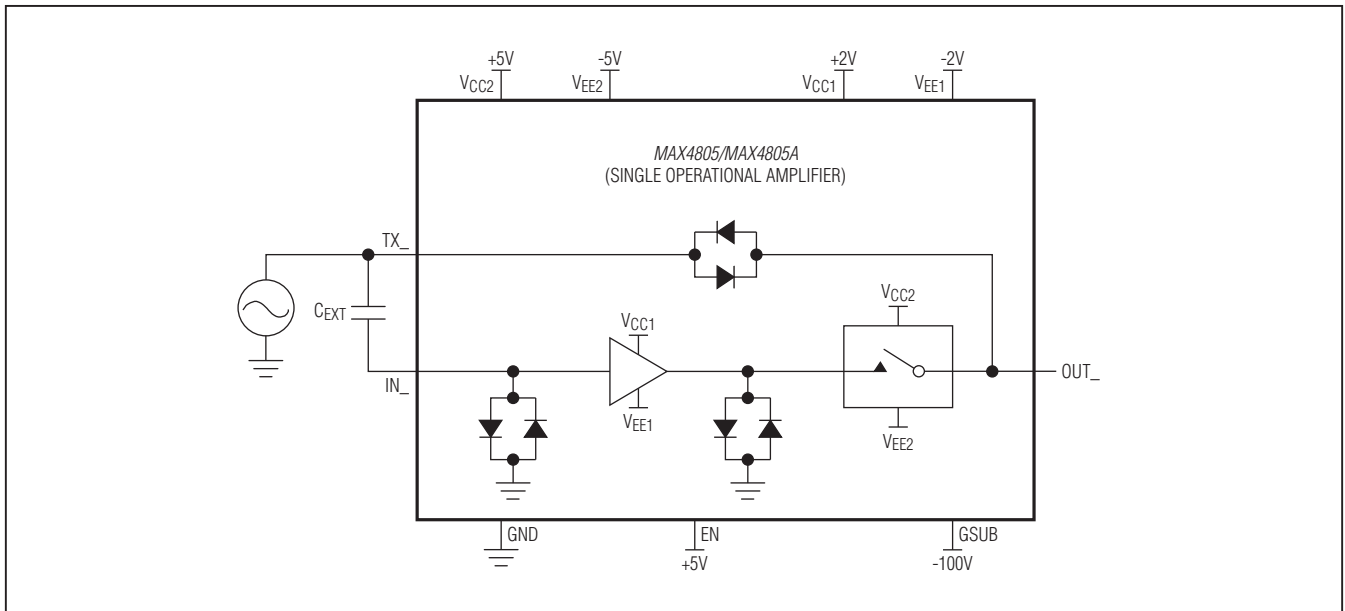 +5V
-5V
+2V
-2V
VCC2
VEE2
VCC1
VEE1
MAX4805/MAX4805A
(SINGLE OPERATIONAL AMPLIFIER)
TX_
CEXT
VCC1
VCC2
IN_
OUT_
VEE1
VEE2
GND
EN
GSUB
+5V
-100V